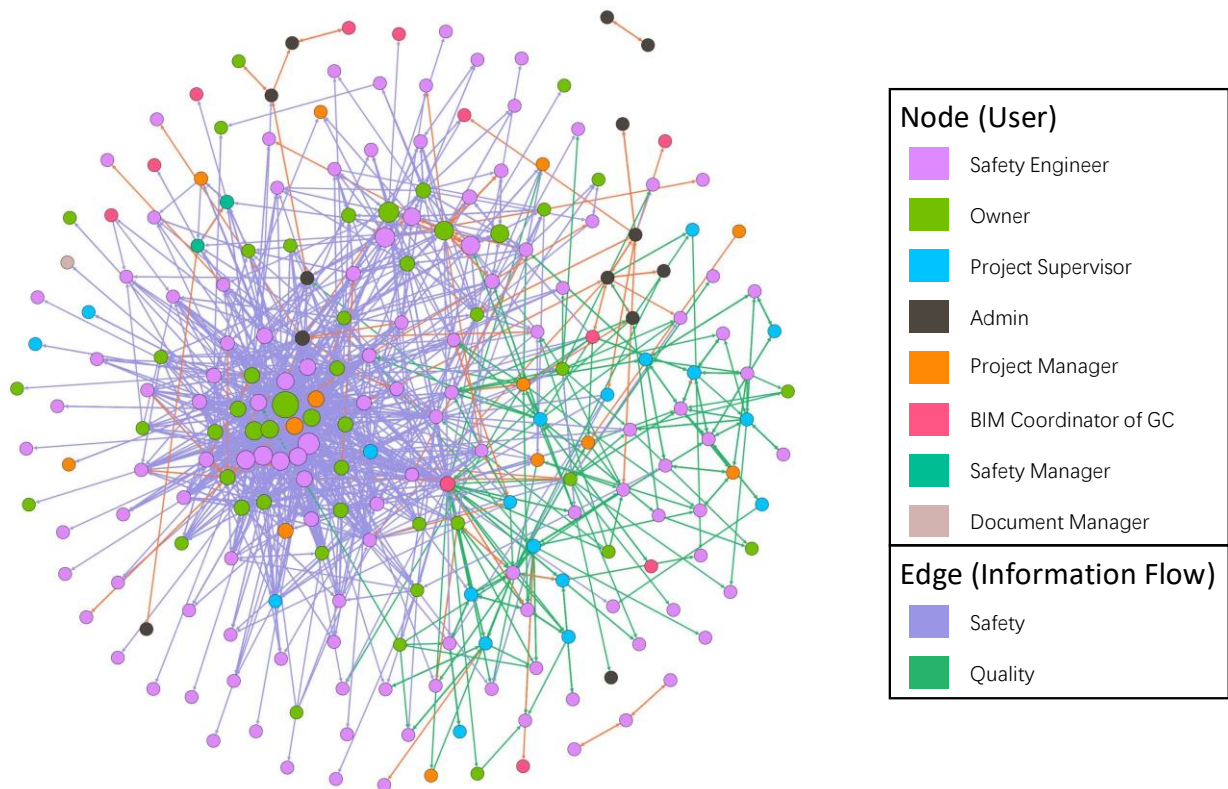 Node (User)
Safety Engineer
Owner
Project Supervisor
Admin
Project Manager
BIM Coordinator of GC
Safety Manager
Document Manager
Edge (Information Flow)
Safety
Quality